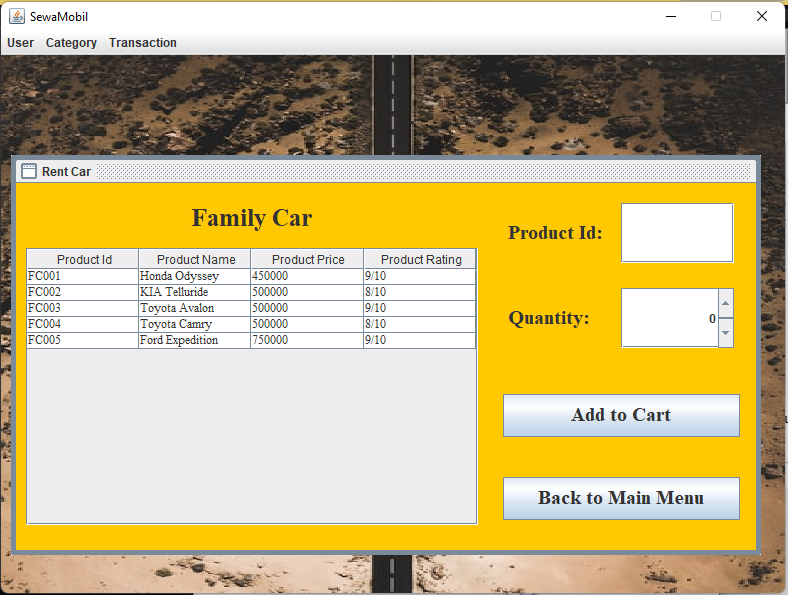 SewaMobil
User Category Transaction
Rent Car
Family Car
Product Id Product Name Product Price Product Rating
FC001 Honda Odyssey 450000 9/10
FC002 KIA Telluride 500000 8/10
FC003 Toyota Avalon 500000 9/10
FC004 Toyota Camry 500000 8/10
FC005 Ford Expedition 750000 9/10
Product Id:
Quantity:
0
Add to Cart
Back to Main Menu